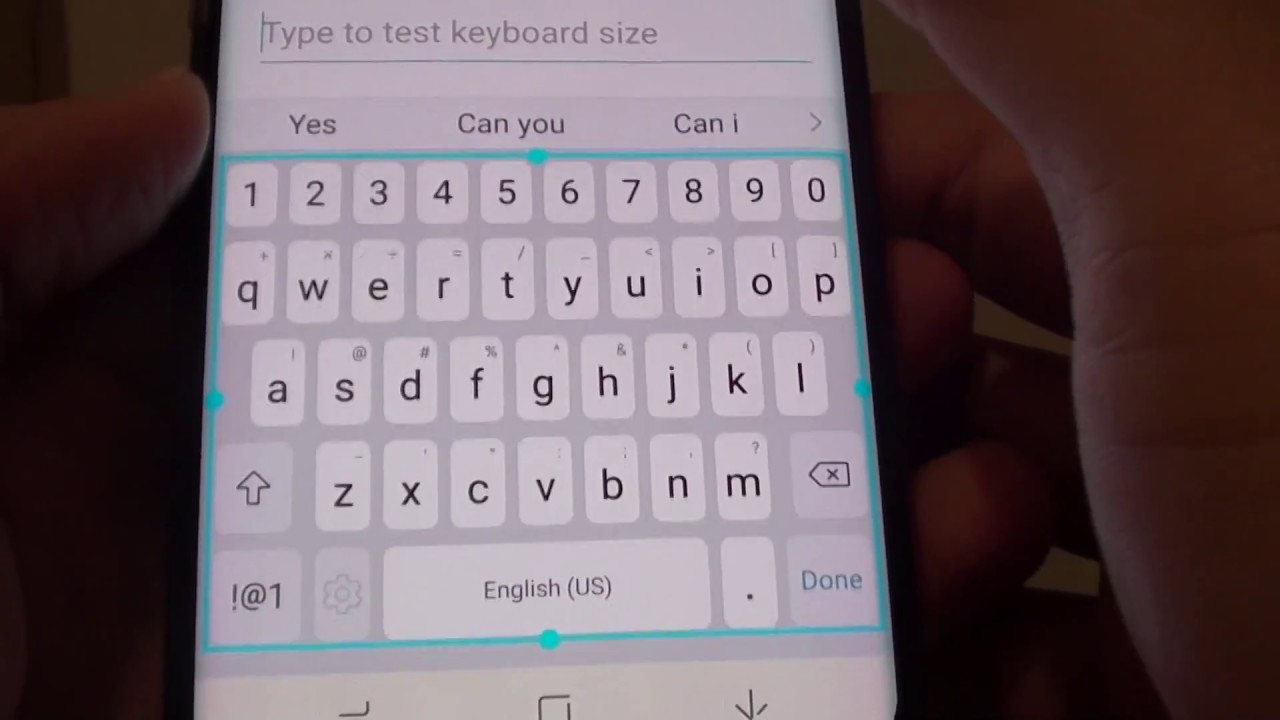 Type to test keyboard size
Yes Can you Can i >
1 2 3 4 5 6 7 8 9 0
+ × ÷ = / _ < > [ ]
q w e r t y u i o p
! @ # % ^ & * ( )
a s d f g h j k l
- ' " : ; , ?
z x c v b n m
!@1 English (US) . Done